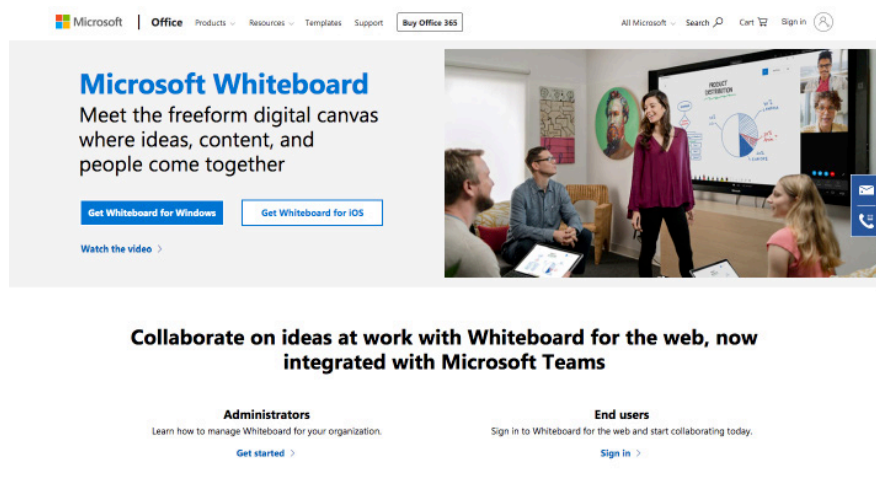 Microsoft | Office Products Resources Templates Support Buy Office 365 All Microsoft Search Cart Sign in
Microsoft Whiteboard
Meet the freeform digital canvas
where ideas, content, and
people come together
Get Whiteboard for Windows Get Whiteboard for iOS
Watch the video
PRODUCT
DISTRIBUTION
Collaborate on ideas at work with Whiteboard for the web, now
integrated with Microsoft Teams
Administrators
Learn how to manage Whiteboard for your organization.
Get started
End users
Sign in to Whiteboard for the web and start collaborating today.
Sign in